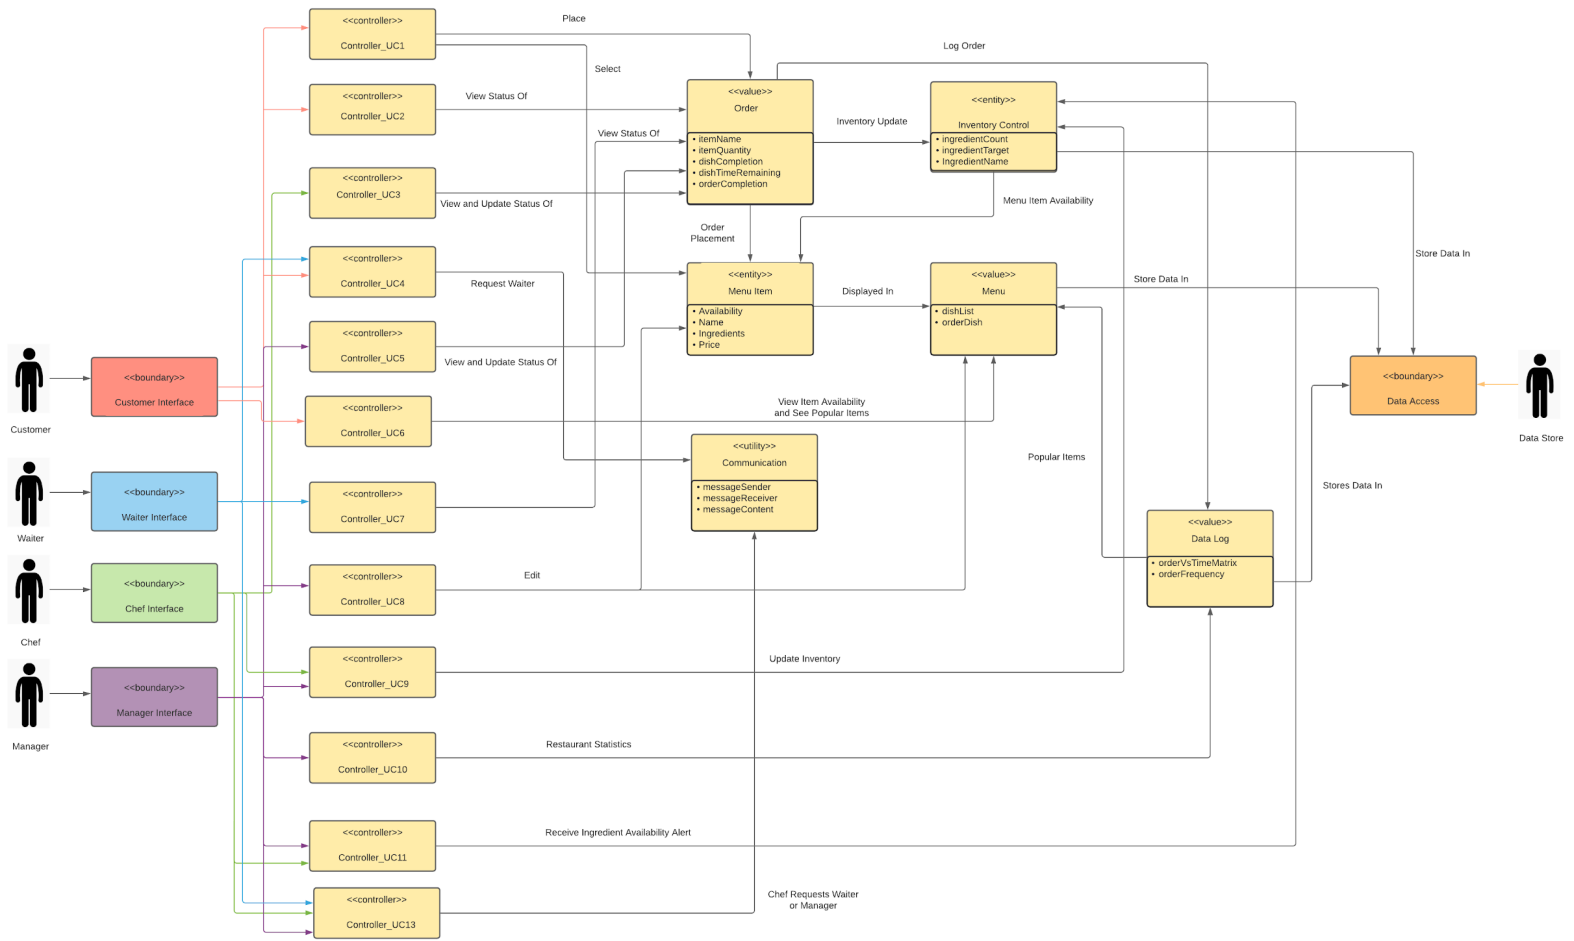 <<controller>>
Controller_UC1
Place
Select
Log Order
<<controller>>
Controller_UC2
View Status Of
<<value>>
Order
• itemName
• itemQuantity
• dishCompletion
• dishTimeRemaining
• orderCompletion
Inventory Update
<<entity>>
Inventory Control
• ingredientCount
• ingredientTarget
• IngredientName
View Status Of
<<controller>>
Controller_UC3
View and Update Status Of
Menu Item Availability
Order
Placement
Store Data In
<<controller>>
Controller_UC4
Request Waiter
<<entity>>
Menu Item
• Availability
• Name
• Ingredients
• Price
Displayed In
<<value>>
Menu
• dishList
• orderDish
Store Data In
<<controller>>
Controller_UC5
View and Update Status Of
Customer
<<boundary>>
Customer Interface
<<controller>>
Controller_UC6
View Item Availability
and See Popular Items
<<boundary>>
Data Access
Data Store
<<utility>>
Communication
• messageSender
• messageReceiver
• messageContent
Popular Items
Stores Data In
Waiter
<<boundary>>
Waiter Interface
<<controller>>
Controller_UC7
<<value>>
Data Log
• orderVsTimeMatrix
• orderFrequency
Chef
<<boundary>>
Chef Interface
<<controller>>
Controller_UC8
Edit
Manager
<<boundary>>
Manager Interface
<<controller>>
Controller_UC9
Update Inventory
<<controller>>
Controller_UC10
Restaurant Statistics
<<controller>>
Controller_UC11
Receive Ingredient Availability Alert
<<controller>>
Controller_UC13
Chef Requests Waiter
or Manager